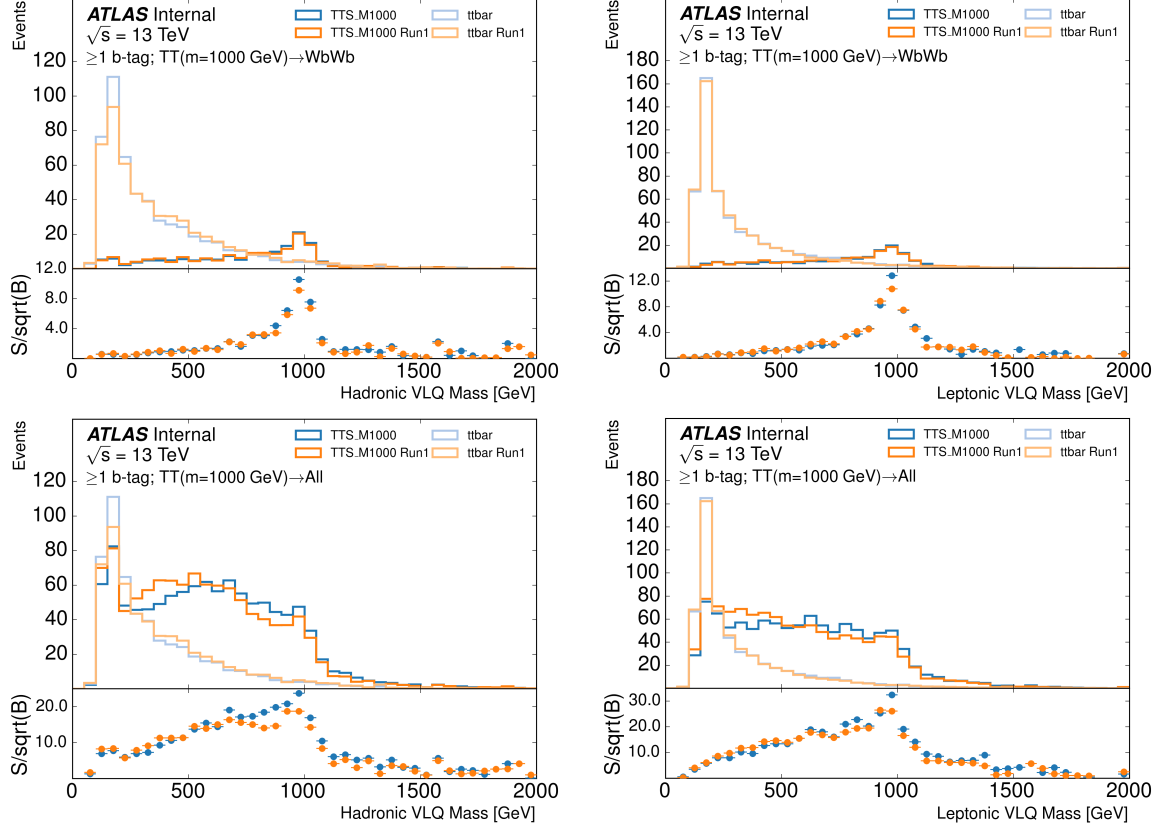 ATLAS Internal
√s = 13 TeV
≥1 b-tag; TT(m=1000 GeV)→WbWb
TTS_M1000
TTS_M1000 Run1
ttbar
ttbar Run1
Events
120
100
80
60
40
20
12.0
8.0
4.0
S/sqrt(B)
0 500 1000 1500 2000
Hadronic VLQ Mass [GeV]
ATLAS Internal
√s = 13 TeV
≥1 b-tag; TT(m=1000 GeV)→WbWb
TTS_M1000
TTS_M1000 Run1
ttbar
ttbar Run1
Events
180
160
140
120
100
80
60
40
20
12.0
8.0
4.0
S/sqrt(B)
0 500 1000 1500 2000
Leptonic VLQ Mass [GeV]
ATLAS Internal
√s = 13 TeV
≥1 b-tag; TT(m=1000 GeV)→All
TTS_M1000
TTS_M1000 Run1
ttbar
ttbar Run1
Events
120
100
80
60
40
20
20.0
10.0
S/sqrt(B)
0 500 1000 1500 2000
Hadronic VLQ Mass [GeV]
ATLAS Internal
√s = 13 TeV
≥1 b-tag; TT(m=1000 GeV)→All
TTS_M1000
TTS_M1000 Run1
ttbar
ttbar Run1
Events
180
160
140
120
100
80
60
40
20
30.0
20.0
10.0
S/sqrt(B)
0 500 1000 1500 2000
Leptonic VLQ Mass [GeV]